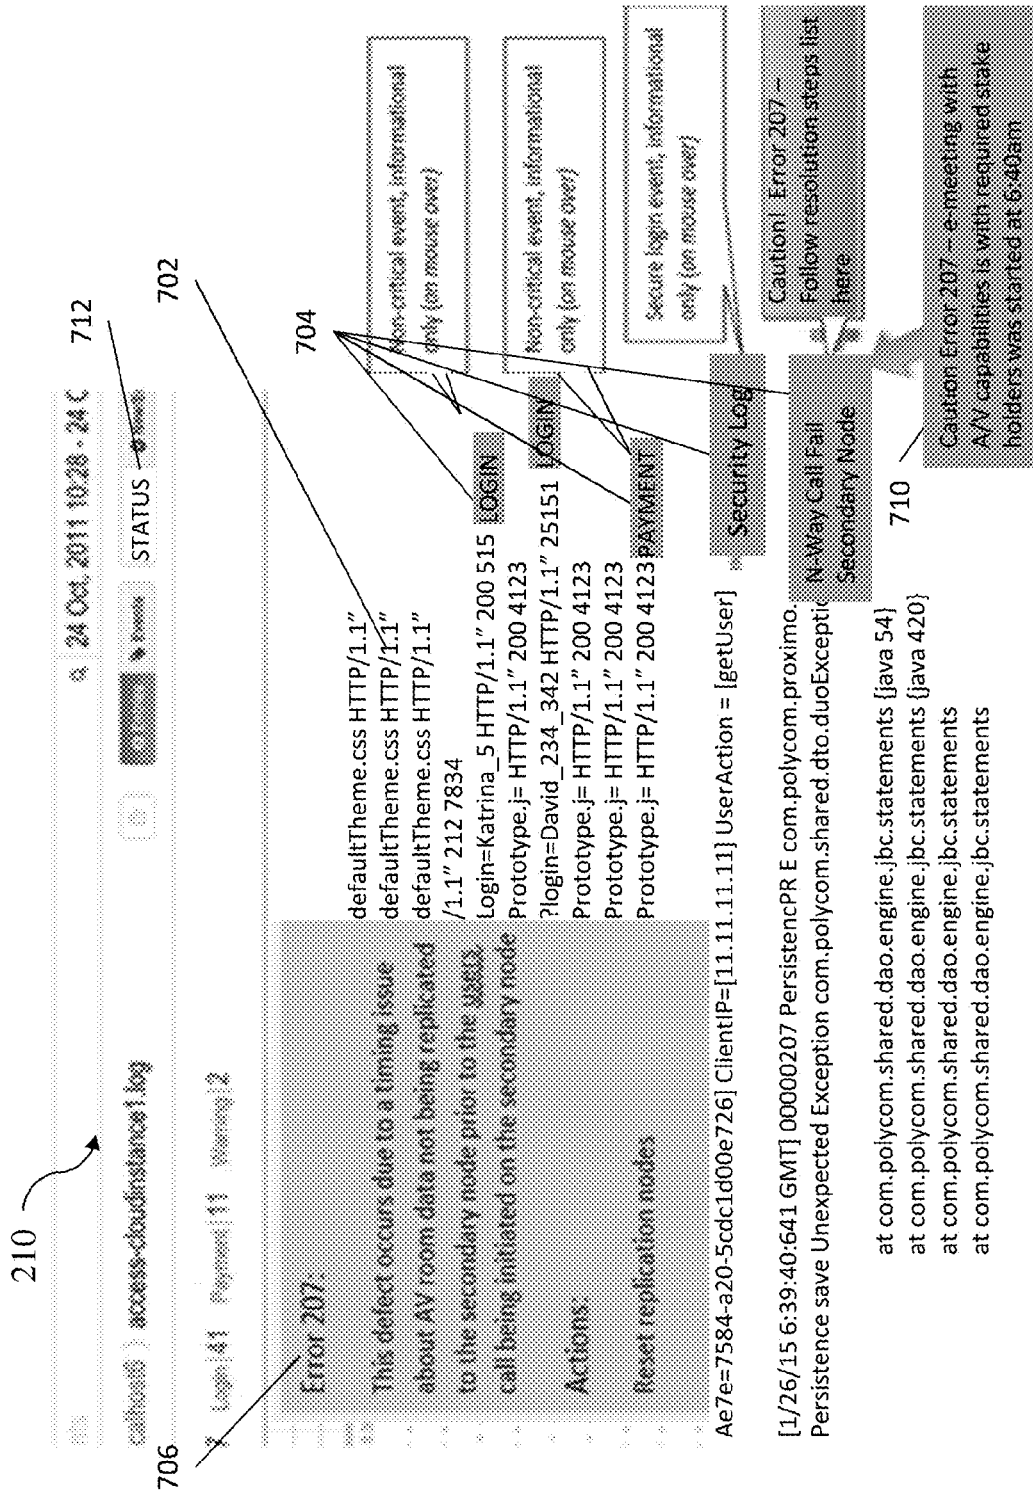 210
712
702
704
706
710
24 Oct, 2011 10:28 - 24 C
calhost8 access-cloudinstance1.log
Events
STATUS
Login 41 Payment 11 Warning 2
Error 207:
This defect occurs due to a timing issue
about AV room data not being replicated
to the secondary node prior to the users
call being initiated on the secondary node
Actions:
Reset replication nodes
defaultTheme.css HTTP/1.1"
defaultTheme.css HTTP/1.1"
defaultTheme.css HTTP/1.1"
/1.1" 212 7834
Login=Katrina_5 HTTP/1.1" 200 515 LOGIN
Prototype.j= HTTP/1.1" 200 4123
?login=David_234_342 HTTP/1.1" 25151 LOGIN
Prototype.j= HTTP/1.1" 200 4123
Prototype.j= HTTP/1.1" 200 4123
Prototype.j= HTTP/1.1" 200 4123 PAYMENT
Non-critical event, informational
only (on mouse over)
Non-critical event, informational
only (on mouse over)
Secure login event, informational
only (on mouse over)
Ae7e=7584-a20-5cdc1d00e726] ClientIP=[11.11.11.11] UserAction = [getUser]
Security Log
[1/26/15 6:39:40:641 GMT] 00000207 PersistencPR E com.polycom.proximo.
Persistence save Unexpected Exception com.polycom.shared.dto.duoExceptic
N-Way Call Fail
Secondary Node
Caution! Error 207 –
Follow resolution steps list
here.
at com.polycom.shared.dao.engine.jbc.statements {java 54}
at com.polycom.shared.dao.engine.jbc.statements {java 420}
at com.polycom.shared.dao.engine.jbc.statements
at com.polycom.shared.dao.engine.jbc.statements
Caution Error 207 – e-meeting with
A/V capabilities is with required stake
holders was started at 6:40am